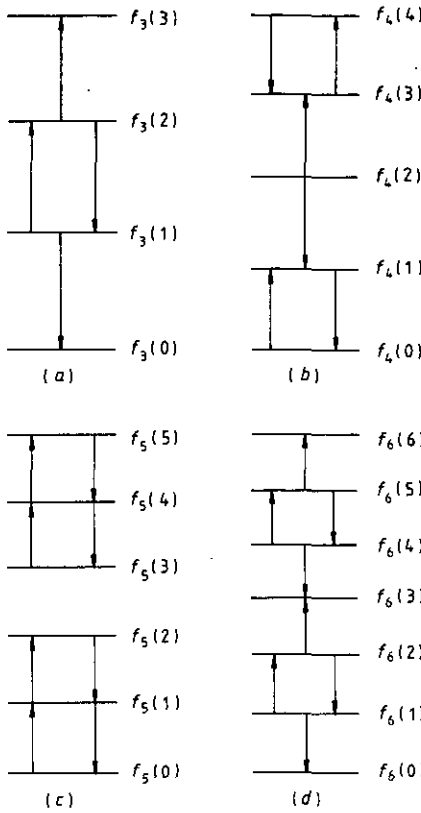 f₃(3)
f₃(2)
f₃(1)
f₃(0)
(a)
f₄(4)
f₄(3)
f₄(2)
f₄(1)
f₄(0)
(b)
f₅(5)
f₅(4)
f₅(3)
f₅(2)
f₅(1)
f₅(0)
(c)
f₆(6)
f₆(5)
f₆(4)
f₆(3)
f₆(2)
f₆(1)
f₆(0)
(d)